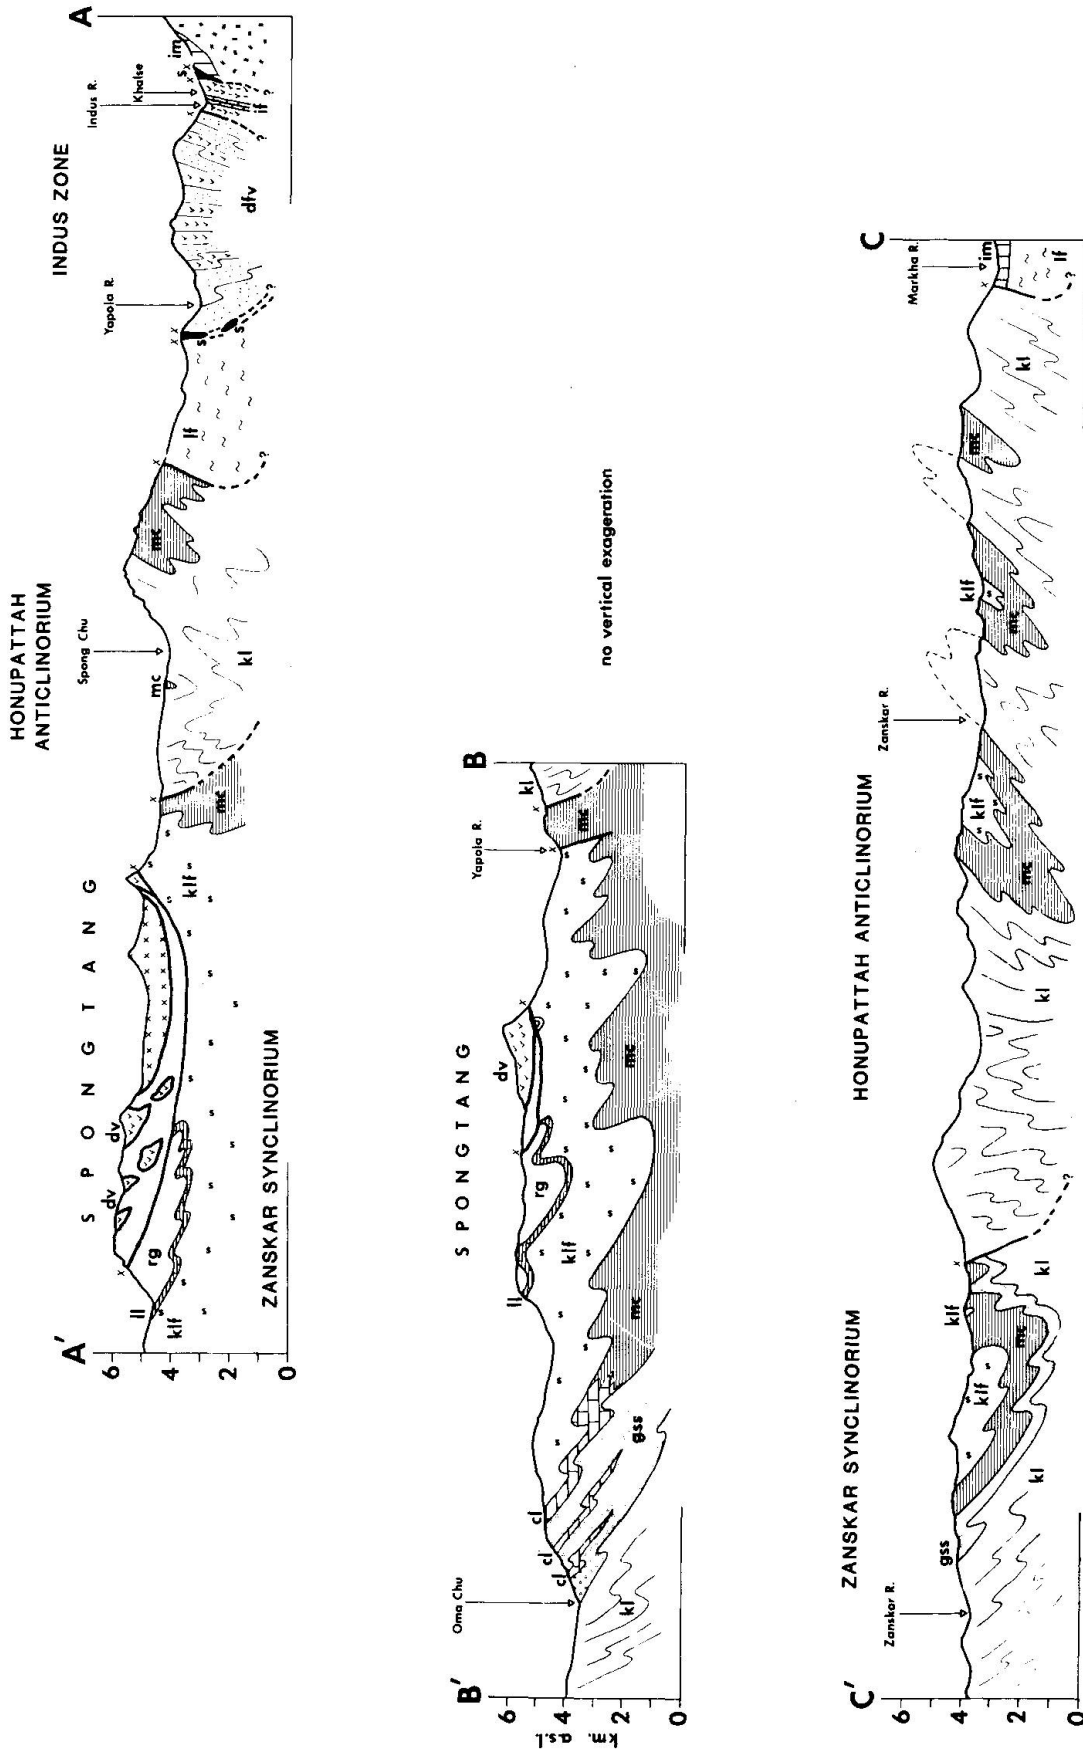 A' S P O N G T A N G HONUPATTAH INDUS ZONE A
ANTICLINORIUM
Spong Chu Yapola R. Indus R. Khalse
6
4
2
0
ll
klf
rg
dv
dv
klf
mc
mc
kl
mc
lf
s
s
dfv
if
s
im
x x x x x x x
? ? ? ?
ZANSKAR SYNCLINORIUM
B' S P O N G T A N G B
Oma Chu Yapola R.
6
4
2
0
km. a.s.l.
kl
cl
cl
cl
gss
ll
klf
rg
dv
mc
mc
mc
kl
x x x x
no vertical exageration
C' ZANSKAR SYNCLINORIUM HONUPATTAH ANTICLINORIUM C
Zanskar R. Zanskar R. Markha R.
6
4
2
0
gss
kl
klf
klf
mc
kl
x
?
kl
mc
klf
mc
klf
mc
kl
x
im
lf
?